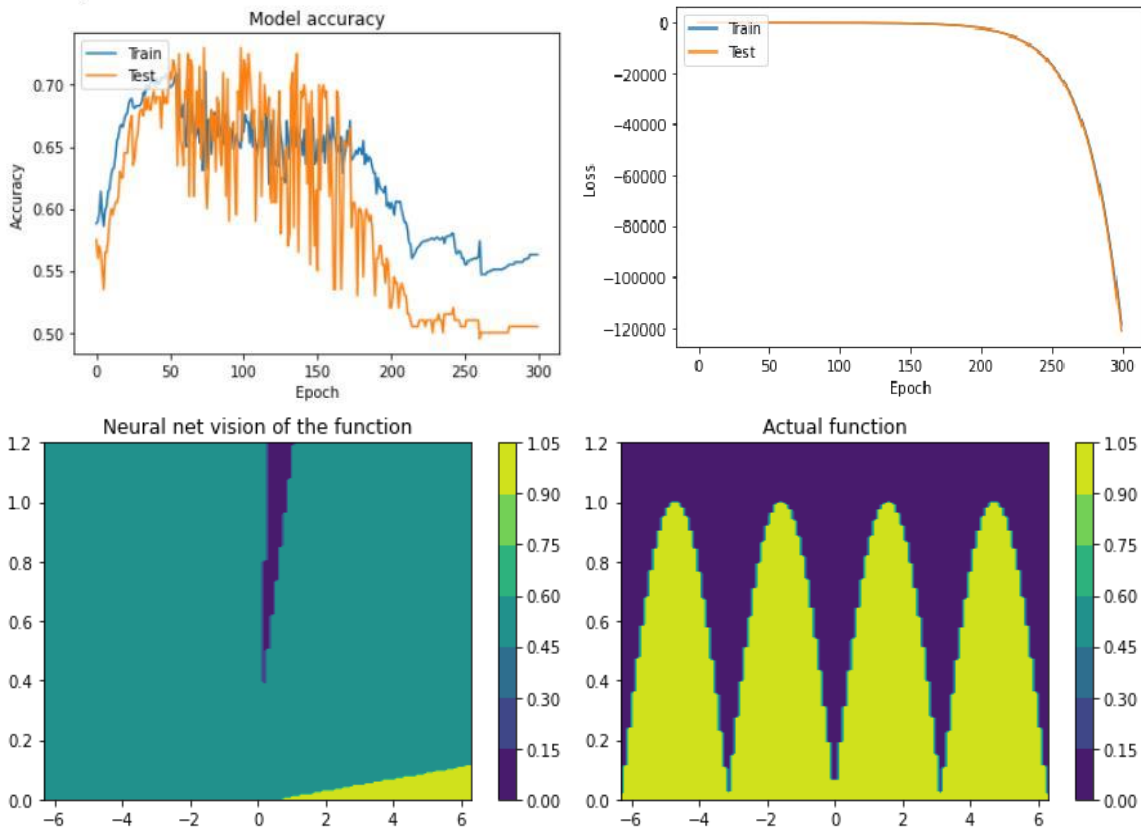 Model accuracy
Train
Test
0.70
0.65
0.60
0.55
0.50
Accuracy
0 50 100 150 200 250 300
Epoch
Train
Test
0
−20000
−40000
−60000
−80000
−100000
−120000
Loss
0 50 100 150 200 250 300
Epoch
Neural net vision of the function
1.2
1.0
0.8
0.6
0.4
0.2
0.0
−6 −4 −2 0 2 4 6
1.05
0.90
0.75
0.60
0.45
0.30
0.15
0.00
Actual function
1.2
1.0
0.8
0.6
0.4
0.2
0.0
−6 −4 −2 0 2 4 6
1.05
0.90
0.75
0.60
0.45
0.30
0.15
0.00